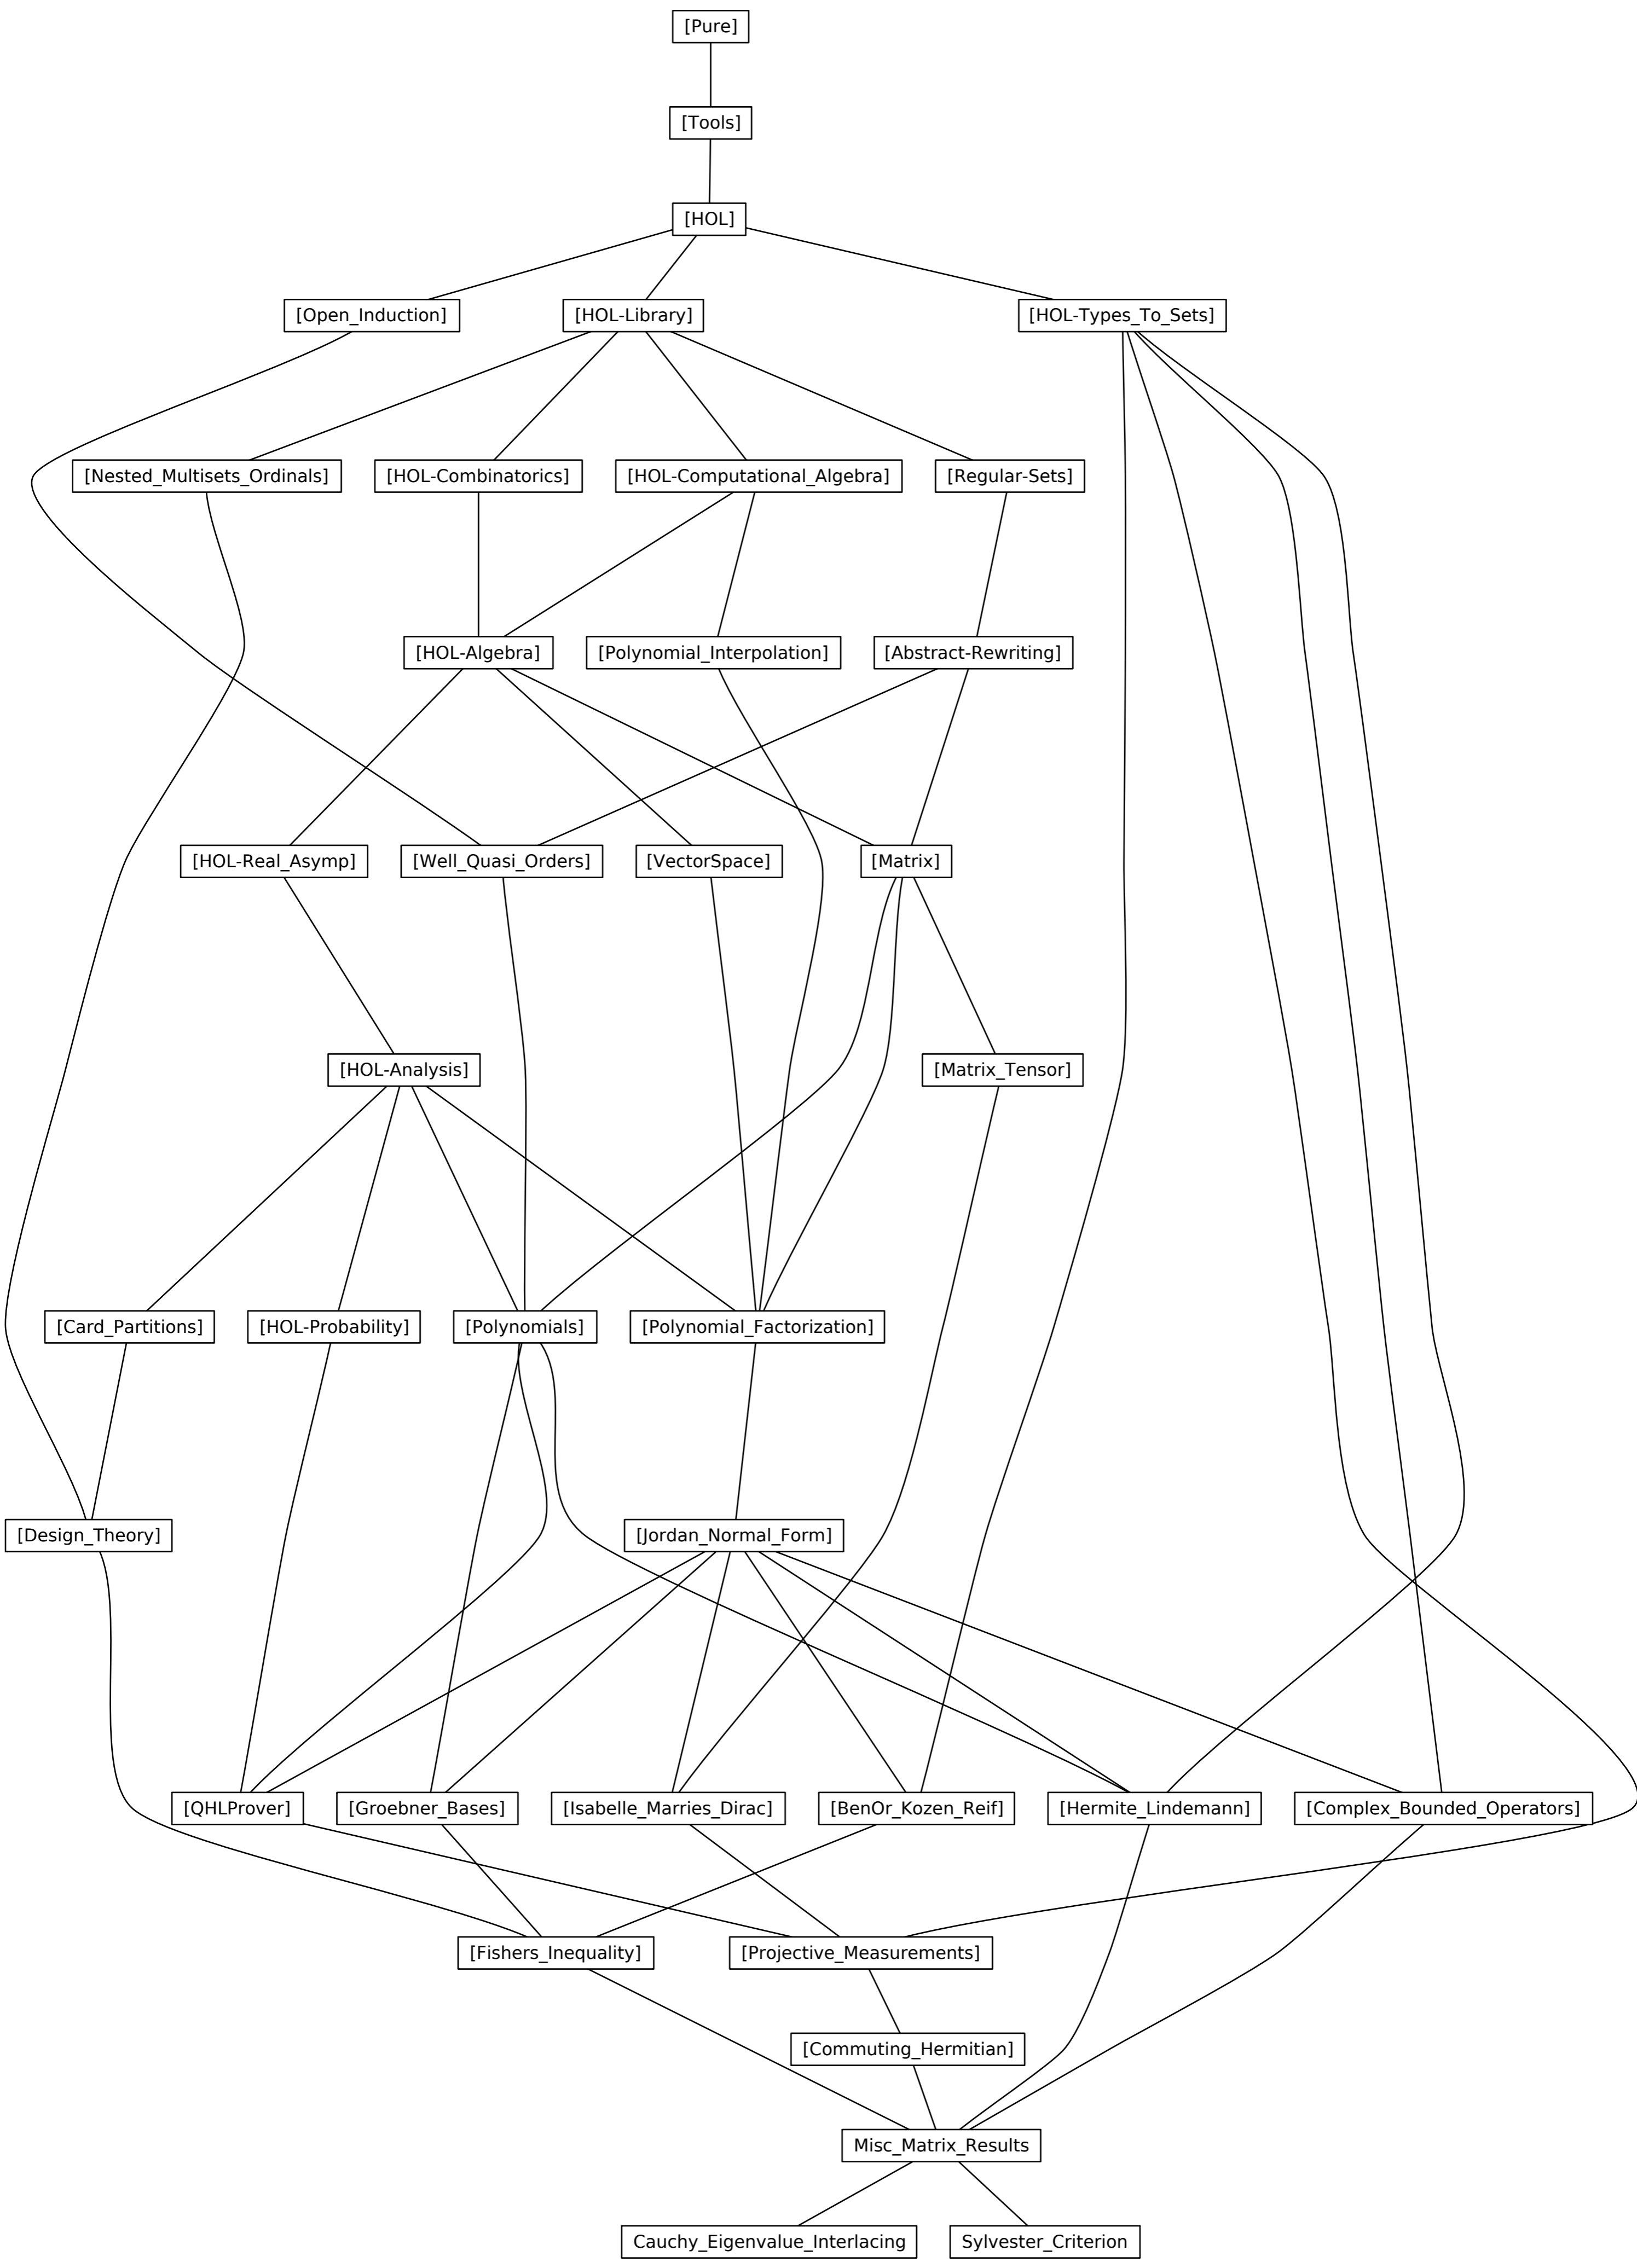 [Pure]
[Tools]
[HOL]
[Open_Induction]
[HOL-Library]
[HOL-Types_To_Sets]
[Nested_Multisets_Ordinals]
[HOL-Combinatorics]
[HOL-Computational_Algebra]
[Regular-Sets]
[HOL-Algebra]
[Polynomial_Interpolation]
[Abstract-Rewriting]
[HOL-Real_Asymp]
[Well_Quasi_Orders]
[VectorSpace]
[Matrix]
[HOL-Analysis]
[Matrix_Tensor]
[Card_Partitions]
[HOL-Probability]
[Polynomials]
[Polynomial_Factorization]
[Design_Theory]
[Jordan_Normal_Form]
[QHLProver]
[Groebner_Bases]
[Isabelle_Marries_Dirac]
[BenOr_Kozen_Reif]
[Hermite_Lindemann]
[Complex_Bounded_Operators]
[Fishers_Inequality]
[Projective_Measurements]
[Commuting_Hermitian]
Misc_Matrix_Results
Cauchy_Eigenvalue_Interlacing
Sylvester_Criterion